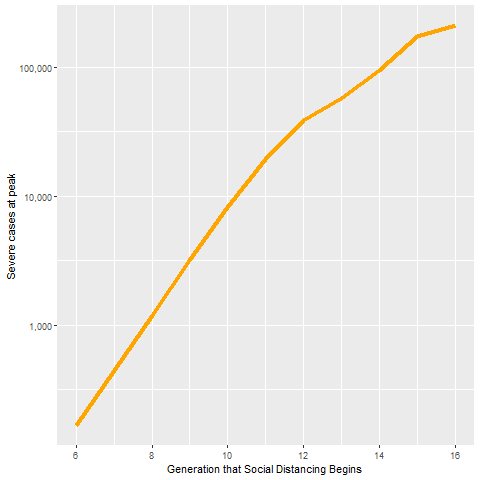 Severe cases at peak
100,000
10,000
1,000
6 8 10 12 14 16
Generation that Social Distancing Begins